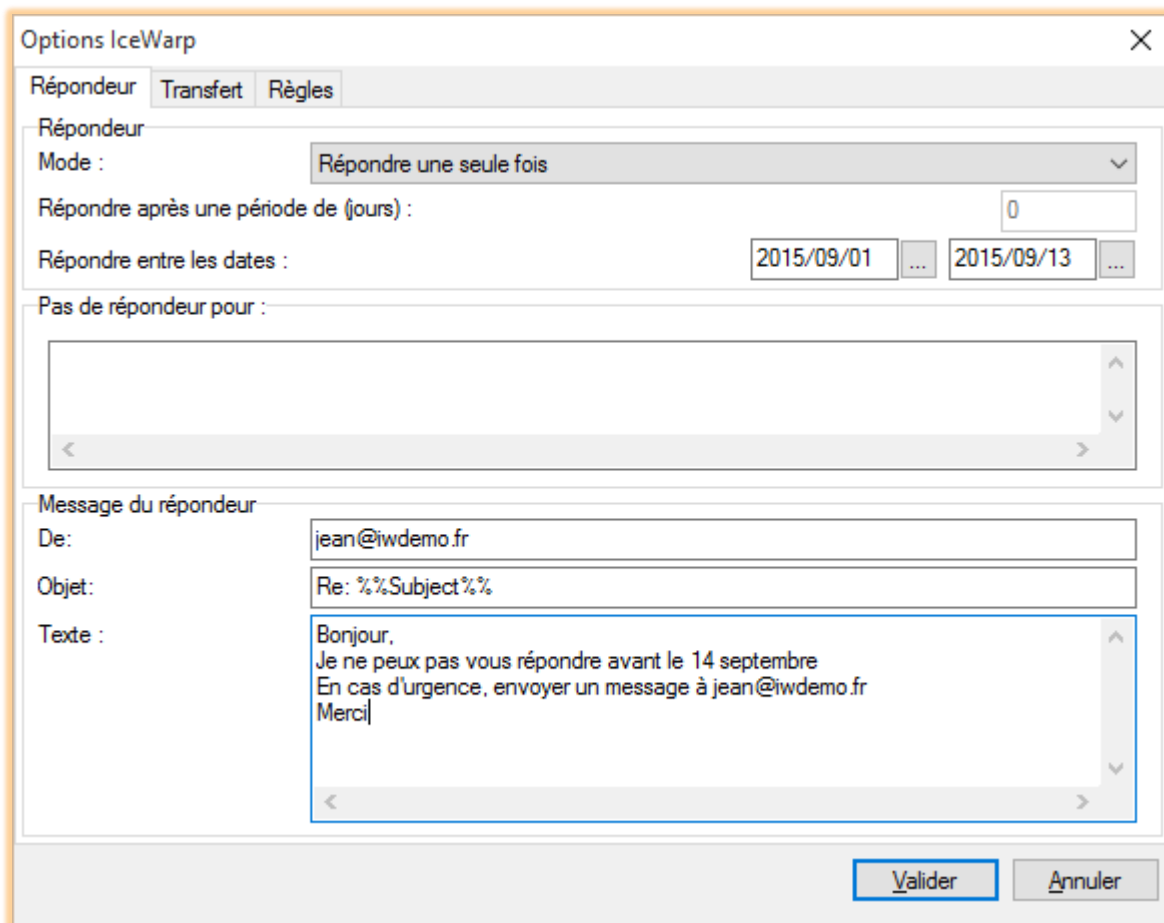 Options IceWarp
Répondeur Transfert Règles
Répondeur
Mode : Répondre une seule fois
Répondre après une période de (jours) : 0
Répondre entre les dates : 2015/09/01 ... 2015/09/13 ...
Pas de répondeur pour :
Message du répondeur
De: jean@iwdemo.fr
Objet: Re: %%Subject%%
Texte : Bonjour,
Je ne peux pas vous répondre avant le 14 septembre
En cas d'urgence, envoyer un message à jean@iwdemo.fr
Merci
Valider Annuler